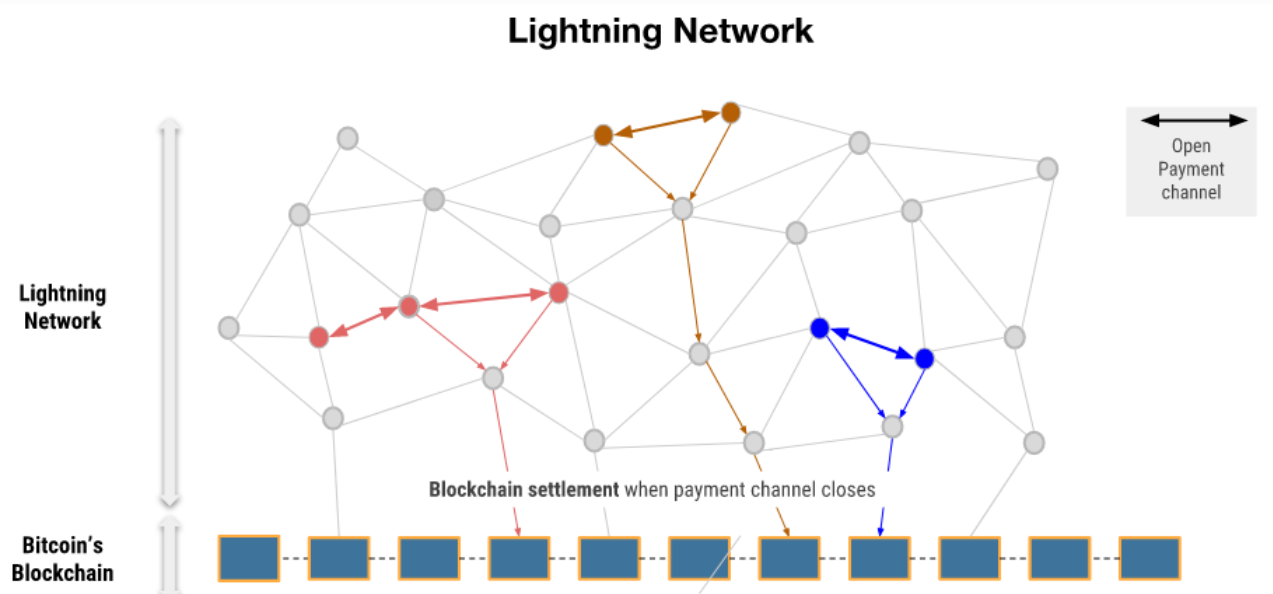 Lightning Network
Open
Payment
channel
Lightning
Network
Blockchain settlement when payment channel closes
Bitcoin's
Blockchain